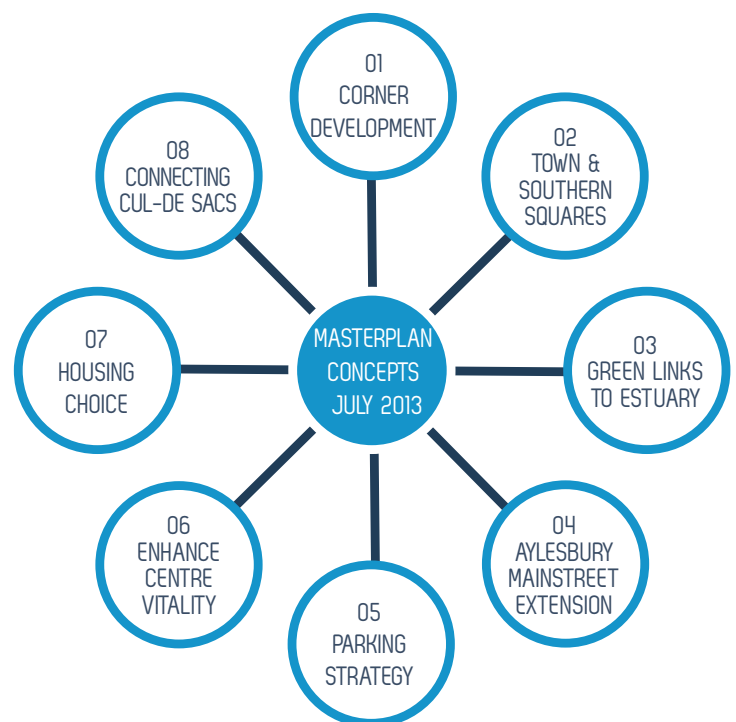 MASTERPLAN
CONCEPTS
JULY 2013
01
CORNER
DEVELOPMENT
02
TOWN &
SOUTHERN
SQUARES
03
GREEN LINKS
TO ESTUARY
04
AYLESBURY
MAINSTREET
EXTENSION
05
PARKING
STRATEGY
06
ENHANCE
CENTRE
VITALITY
07
HOUSING
CHOICE
08
CONNECTING
CUL-DE SACS